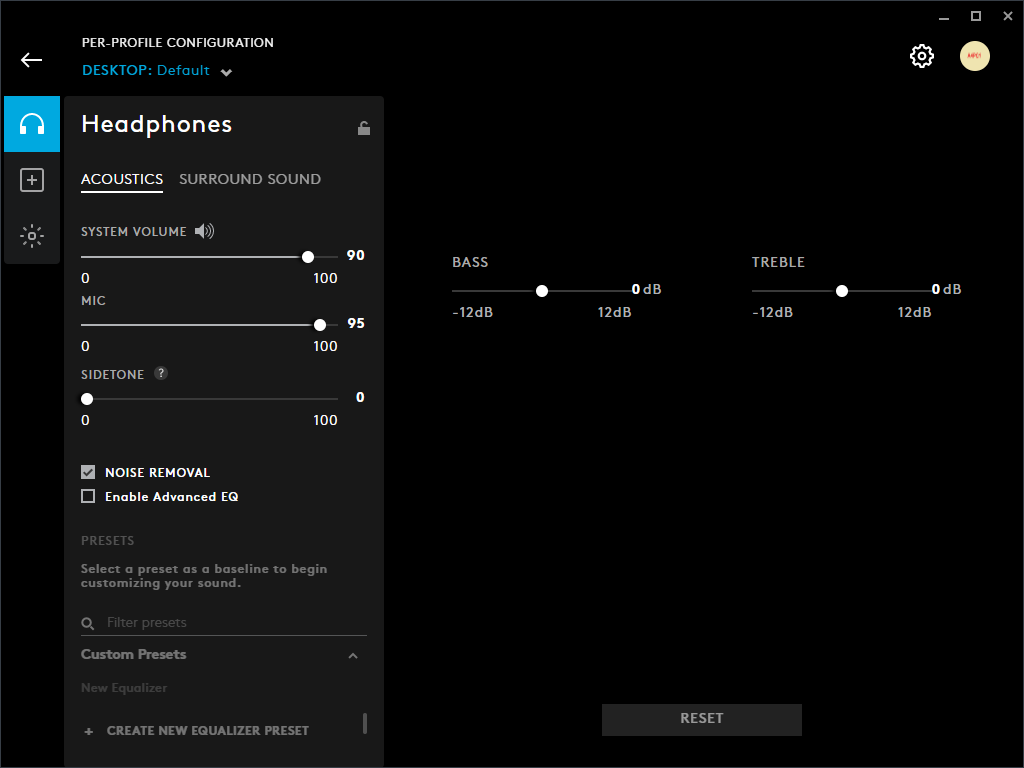 PER-PROFILE CONFIGURATION
DESKTOP: Default
Headphones
ACOUSTICS SURROUND SOUND
SYSTEM VOLUME
90
0 100
MIC
95
0 100
SIDETONE ?
0
0 100
NOISE REMOVAL
Enable Advanced EQ
PRESETS
Select a preset as a baseline to begin
customizing your sound.
Filter presets
Custom Presets
New Equalizer
+ CREATE NEW EQUALIZER PRESET
BASS
0 dB
-12dB 12dB
TREBLE
0 dB
-12dB 12dB
RESET